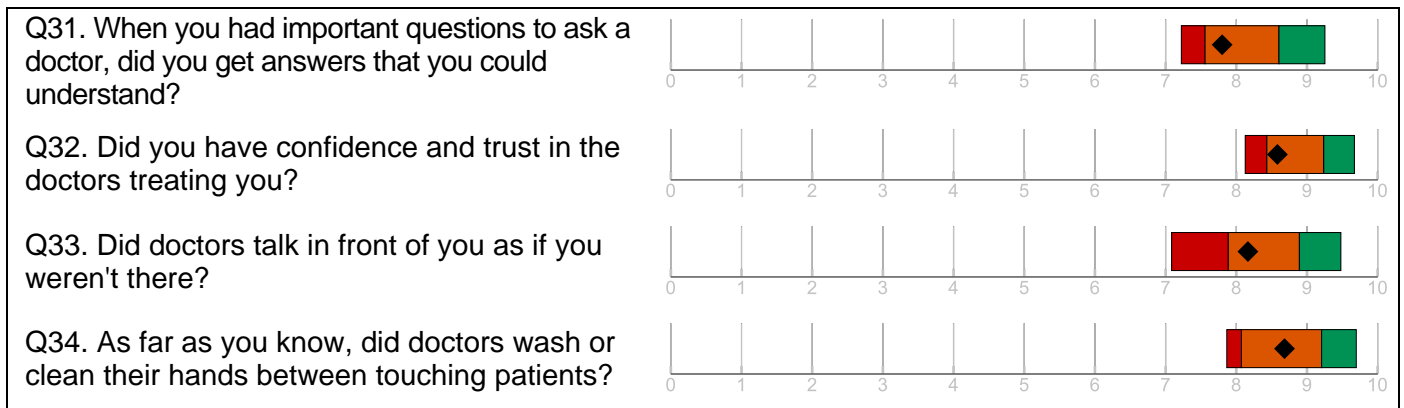 Q31. When you had important questions to ask a
doctor, did you get answers that you could
understand?
0 1 2 3 4 5 6 7 8 9 10
Q32. Did you have confidence and trust in the
doctors treating you?
0 1 2 3 4 5 6 7 8 9 10
Q33. Did doctors talk in front of you as if you
weren't there?
0 1 2 3 4 5 6 7 8 9 10
Q34. As far as you know, did doctors wash or
clean their hands between touching patients?
0 1 2 3 4 5 6 7 8 9 10